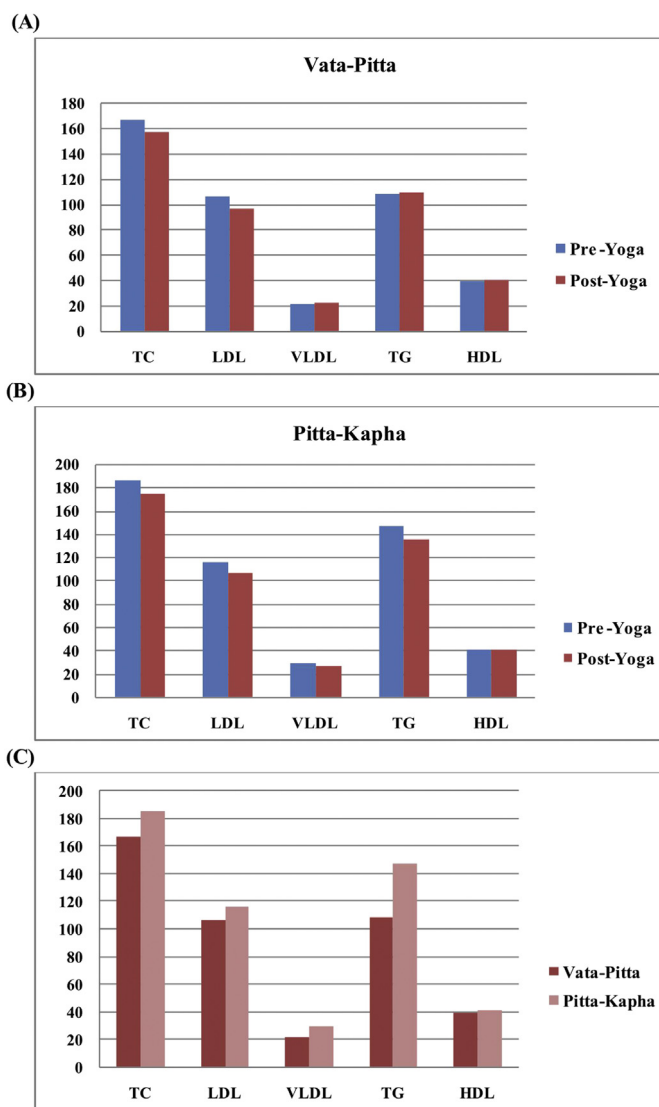 (A)
Vata-Pitta
180
160
140
120
100
80
60
40
20
0
TC LDL VLDL TG HDL
Pre-Yoga
Post-Yoga
(B)
Pitta-Kapha
200
180
160
140
120
100
80
60
40
20
0
TC LDL VLDL TG HDL
Pre-Yoga
Post-Yoga
(C)
200
180
160
140
120
100
80
60
40
20
0
TC LDL VLDL TG HDL
Vata-Pitta
Pitta-Kapha